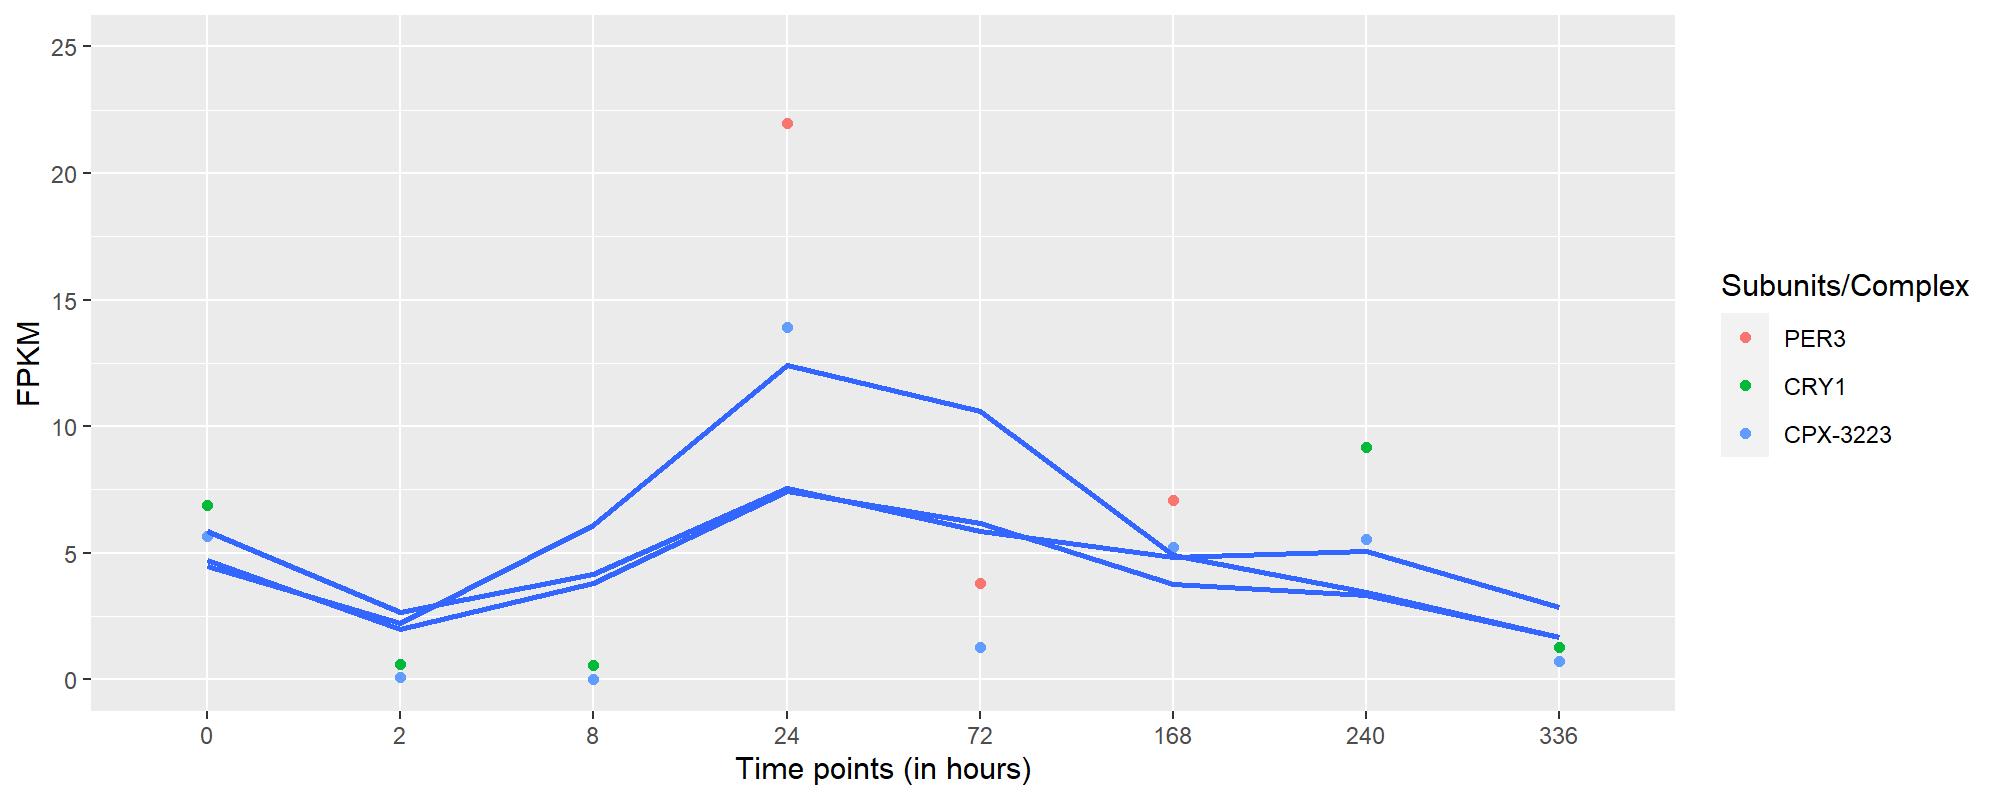 25
20
15
10
5
0
FPKM
0 2 8 24 72 168 240 336
Time points (in hours)
Subunits/Complex
PER3
CRY1
CPX-3223